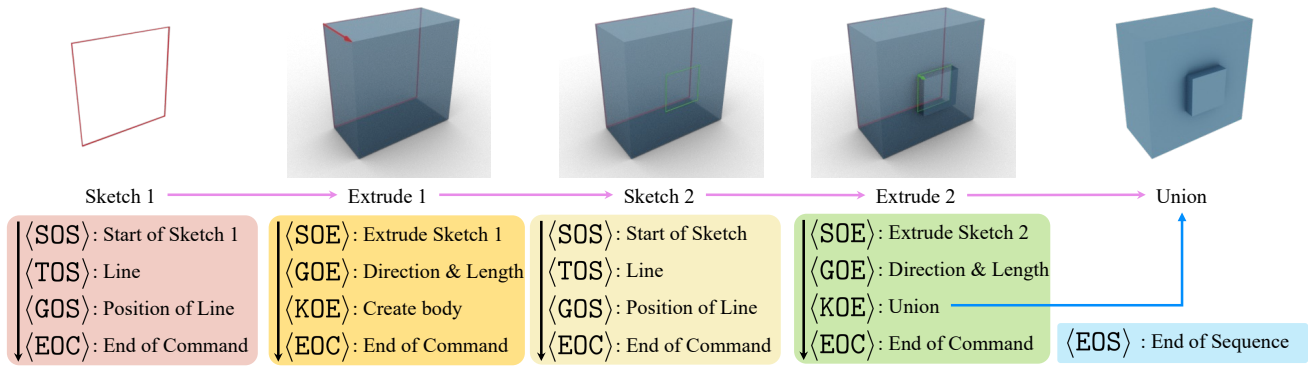 Sketch 1
Extrude 1
Sketch 2
Extrude 2
Union
⟨SOS⟩: Start of Sketch 1
⟨TOS⟩: Line
⟨GOS⟩: Position of Line
⟨EOC⟩: End of Command
⟨SOE⟩: Extrude Sketch 1
⟨GOE⟩: Direction & Length
⟨KOE⟩: Create body
⟨EOC⟩: End of Command
⟨SOS⟩: Start of Sketch
⟨TOS⟩: Line
⟨GOS⟩: Position of Line
⟨EOC⟩: End of Command
⟨SOE⟩: Extrude Sketch 2
⟨GOE⟩: Direction & Length
⟨KOE⟩: Union
⟨EOC⟩: End of Command
⟨EOS⟩: End of Sequence